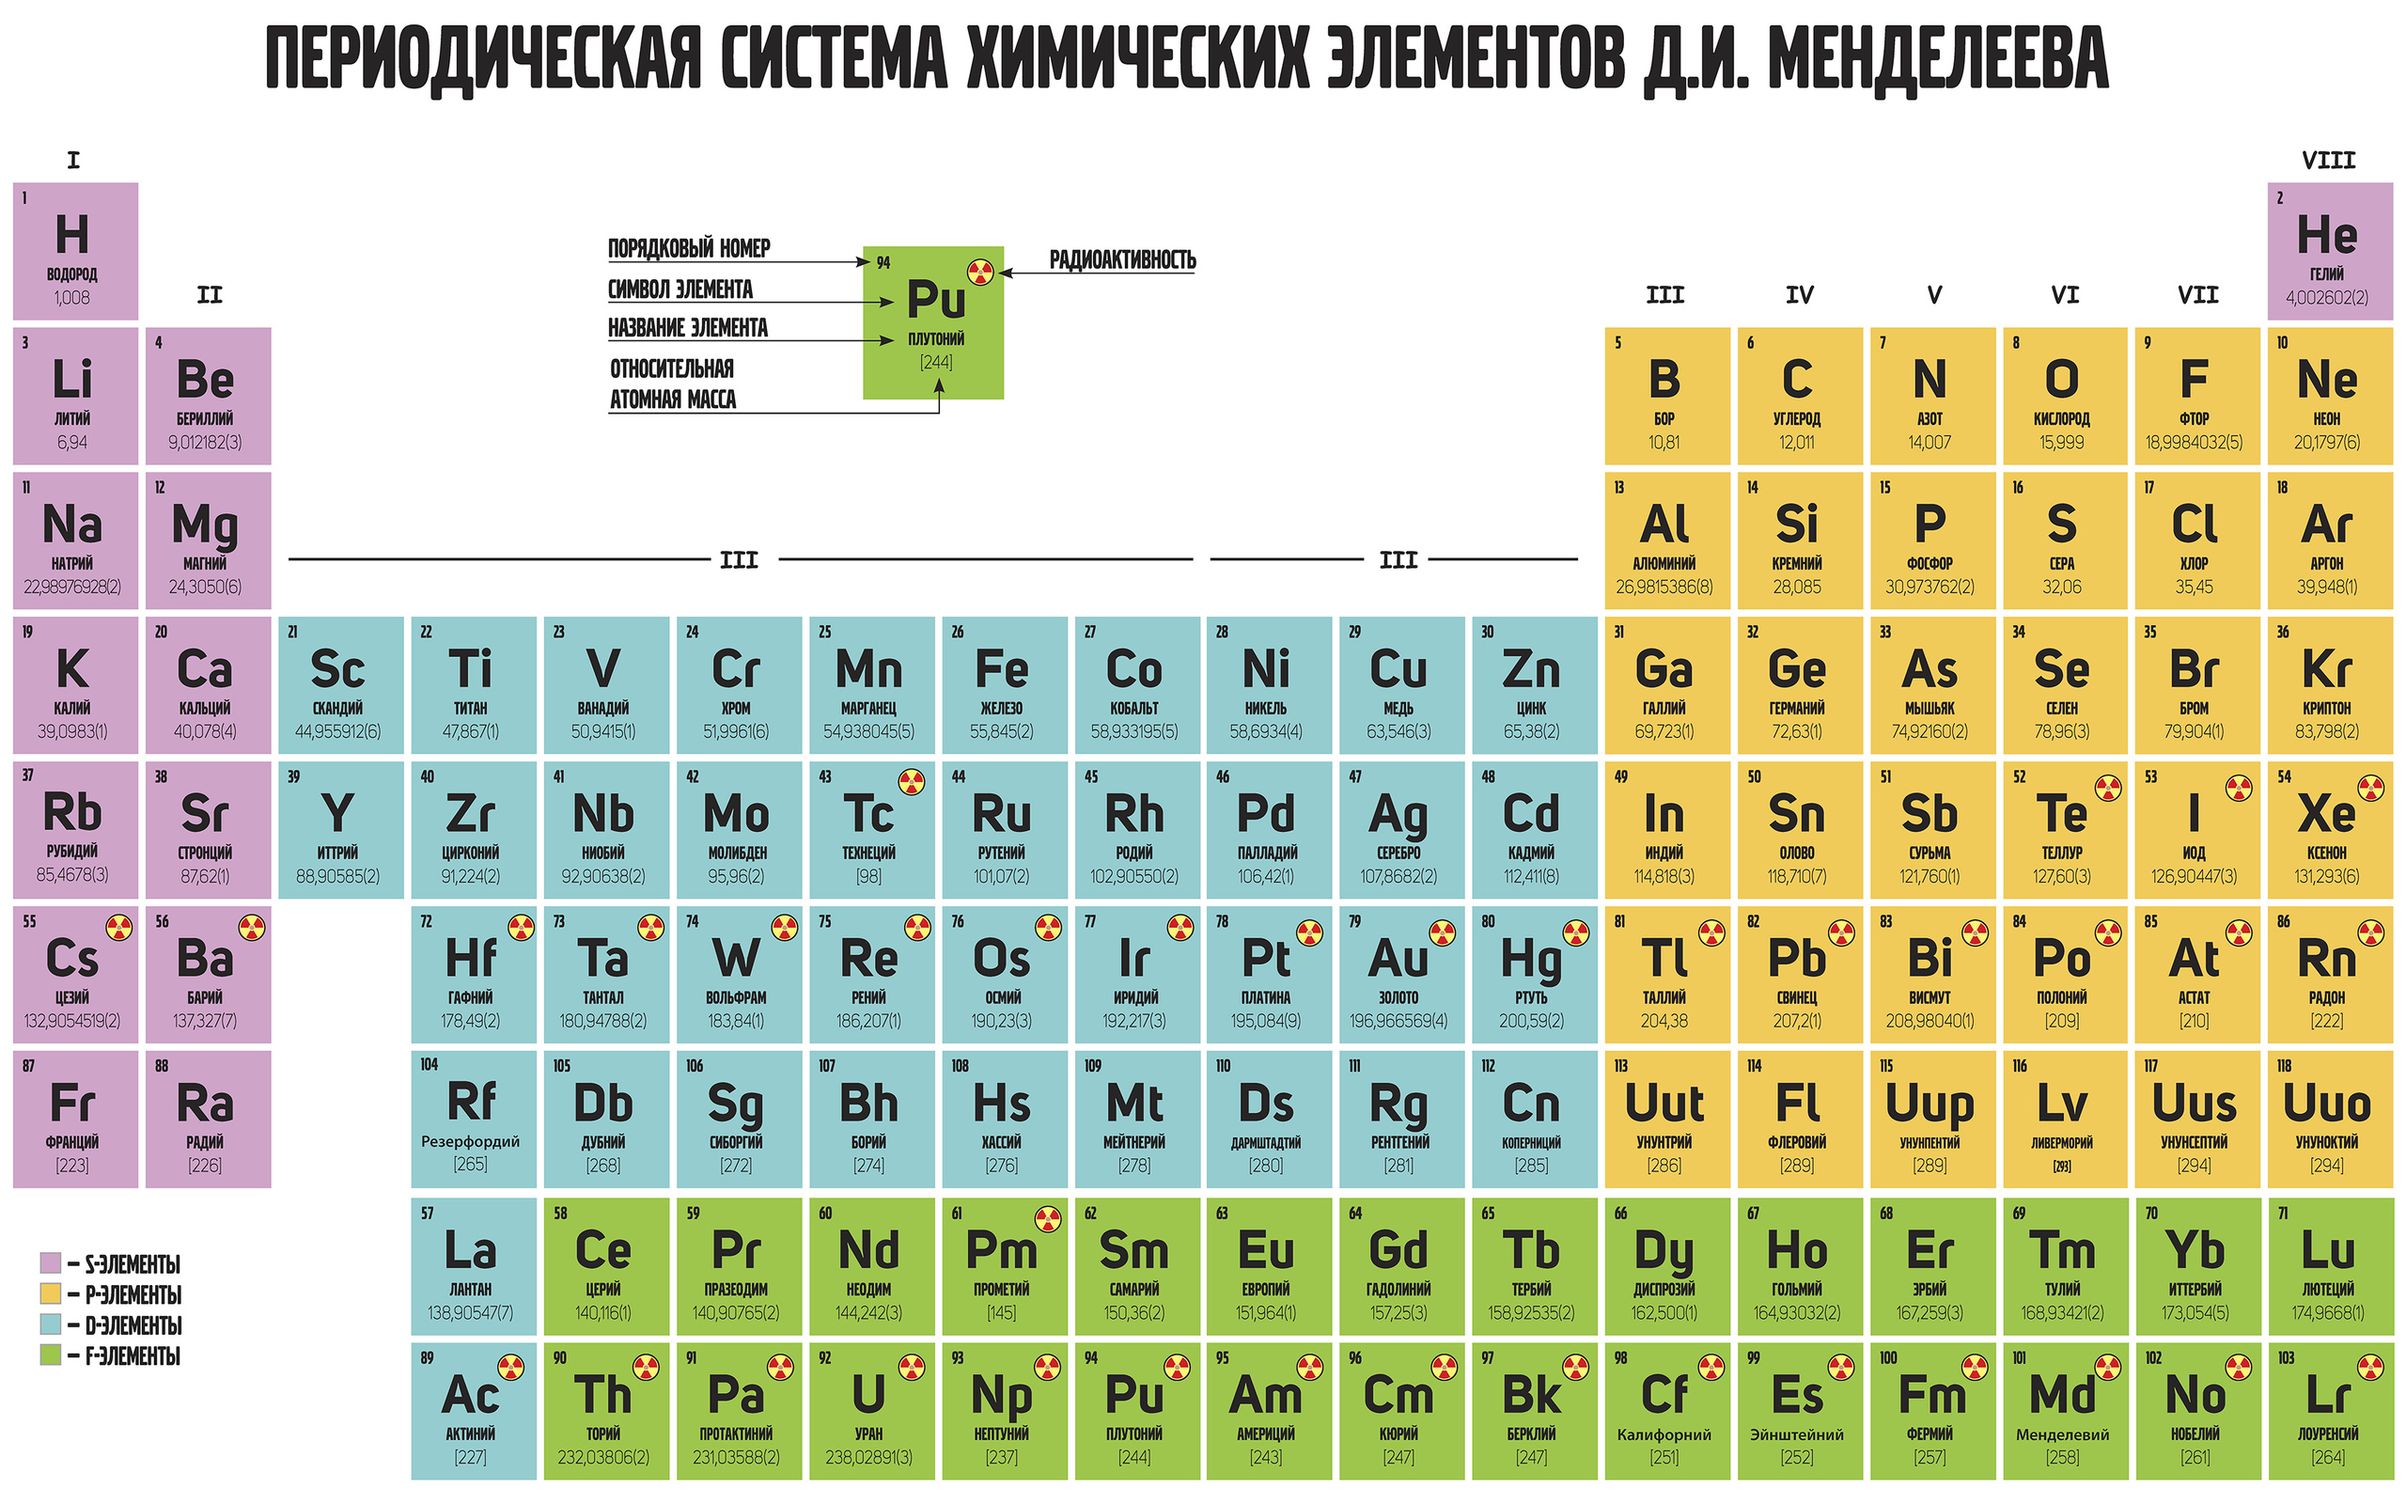 ПЕРИОДИЧЕСКАЯ СИСТЕМА ХИМИЧЕСКИХ ЭЛЕМЕНТОВ Д.И. МЕНДЕЛЕЕВА
I VIII
1 2
H He
ВОДОРОД ГЕЛИЙ
1,008 4,002602(2)
ПОРЯДКОВЫЙ НОМЕР
СИМВОЛ ЭЛЕМЕНТА
НАЗВАНИЕ ЭЛЕМЕНТА
ОТНОСИТЕЛЬНАЯ
АТОМНАЯ МАССА
94
Pu
ПЛУТОНИЙ
[244]
РАДИОАКТИВНОСТЬ
II III IV V VI VII
3 4 5 6 7 8 9 10
Li Be B C N O F Ne
ЛИТИЙ БЕРИЛЛИЙ БОР УГЛЕРОД АЗОТ КИСЛОРОД ФТОР НЕОН
6,94 9,012182(3) 10,81 12,011 14,007 15,999 18,9984032(5) 20,1797(6)
11 12 13 14 15 16 17 18
Na Mg Al Si P S Cl Ar
НАТРИЙ МАГНИЙ АЛЮМИНИЙ КРЕМНИЙ ФОСФОР СЕРА ХЛОР АРГОН
22,98976928(2) 24,3050(6) 26,9815386(8) 28,085 30,973762(2) 32,06 35,45 39,948(1)
III III
19 20 21 22 23 24 25 26 27 28 29 30 31 32 33 34 35 36
K Ca Sc Ti V Cr Mn Fe Co Ni Cu Zn Ga Ge As Se Br Kr
КАЛИЙ КАЛЬЦИЙ СКАНДИЙ ТИТАН ВАНАДИЙ ХРОМ МАРГАНЕЦ ЖЕЛЕЗО КОБАЛЬТ НИКЕЛЬ МЕДЬ ЦИНК ГАЛЛИЙ ГЕРМАНИЙ МЫШЬЯК СЕЛЕН БРОМ КРИПТОН
39,0983(1) 40,078(4) 44,955912(6) 47,867(1) 50,9415(1) 51,9961(6) 54,938045(5) 55,845(2) 58,933195(5) 58,6934(4) 63,546(3) 65,38(2) 69,723(1) 72,63(1) 74,92160(2) 78,96(3) 79,904(1) 83,798(2)
37 38 39 40 41 42 43 44 45 46 47 48 49 50 51 52 53 54
Rb Sr Y Zr Nb Mo Tc Ru Rh Pd Ag Cd In Sn Sb Te I Xe
РУБИДИЙ СТРОНЦИЙ ИТТРИЙ ЦИРКОНИЙ НИОБИЙ МОЛИБДЕН ТЕХНЕЦИЙ РУТЕНИЙ РОДИЙ ПАЛЛАДИЙ СЕРЕБРО КАДМИЙ ИНДИЙ ОЛОВО СУРЬМА ТЕЛЛУР ИОД КСЕНОН
85,4678(3) 87,62(1) 88,90585(2) 91,224(2) 92,90638(2) 95,96(2) [98] 101,07(2) 102,90550(2) 106,42(1) 107,8682(2) 112,411(8) 114,818(3) 118,710(7) 121,760(1) 127,60(3) 126,90447(3) 131,293(6)
55 56 72 73 74 75 76 77 78 79 80 81 82 83 84 85 86
Cs Ba Hf Ta W Re Os Ir Pt Au Hg Tl Pb Bi Po At Rn
ЦЕЗИЙ БАРИЙ ГАФНИЙ ТАНТАЛ ВОЛЬФРАМ РЕНИЙ ОСМИЙ ИРИДИЙ ПЛАТИНА ЗОЛОТО РТУТЬ ТАЛЛИЙ СВИНЕЦ ВИСМУТ ПОЛОНИЙ АСТАТ РАДОН
132,9054519(2) 137,327(7) 178,49(2) 180,94788(2) 183,84(1) 186,207(1) 190,23(3) 192,217(3) 195,084(9) 196,966569(4) 200,59(2) 204,38 207,2(1) 208,98040(1) [209] [210] [222]
87 88 104 105 106 107 108 109 110 111 112 113 114 115 116 117 118
Fr Ra Rf Db Sg Bh Hs Mt Ds Rg Cn Uut Fl Uup Lv Uus Uuo
ФРАНЦИЙ РАДИЙ Резерфордий ДУБНИЙ СИБОРГИЙ БОРИЙ ХАССИЙ МЕЙТНЕРИЙ ДАРМШТАДТИЙ РЕНТГЕНИЙ КОПЕРНИЦИЙ УНУНТРИЙ ФЛЕРОВИЙ УНУНПЕНТИЙ ЛИВЕРМОРИЙ УНУНСЕПТИЙ УНУНОКТИЙ
[223] [226] [265] [268] [272] [274] [276] [278] [280] [281] [285] [286] [289] [289] [293] [294] [294]
57 58 59 60 61 62 63 64 65 66 67 68 69 70 71
La Ce Pr Nd Pm Sm Eu Gd Tb Dy Ho Er Tm Yb Lu
ЛАНТАН ЦЕРИЙ ПРАЗЕОДИМ НЕОДИМ ПРОМЕТИЙ САМАРИЙ ЕВРОПИЙ ГАДОЛИНИЙ ТЕРБИЙ ДИСПРОЗИЙ ГОЛЬМИЙ ЭРБИЙ ТУЛИЙ ИТТЕРБИЙ ЛЮТЕЦИЙ
138,90547(7) 140,116(1) 140,90765(2) 144,242(3) [145] 150,36(2) 151,964(1) 157,25(3) 158,92535(2) 162,500(1) 164,93032(2) 167,259(3) 168,93421(2) 173,054(5) 174,9668(1)
89 90 91 92 93 94 95 96 97 98 99 100 101 102 103
Ac Th Pa U Np Pu Am Cm Bk Cf Es Fm Md No Lr
АКТИНИЙ ТОРИЙ ПРОТАКТИНИЙ УРАН НЕПТУНИЙ ПЛУТОНИЙ АМЕРИЦИЙ КЮРИЙ БЕРКЛИЙ Калифорний Эйнштейний ФЕРМИЙ Менделевий НОБЕЛИЙ ЛОУРЕНСИЙ
[227] 232,03806(2) 231,03588(2) 238,02891(3) [237] [244] [243] [247] [247] [251] [252] [257] [258] [261] [264]
– S-ЭЛЕМЕНТЫ
– P-ЭЛЕМЕНТЫ
– D-ЭЛЕМЕНТЫ
– F-ЭЛЕМЕНТЫ